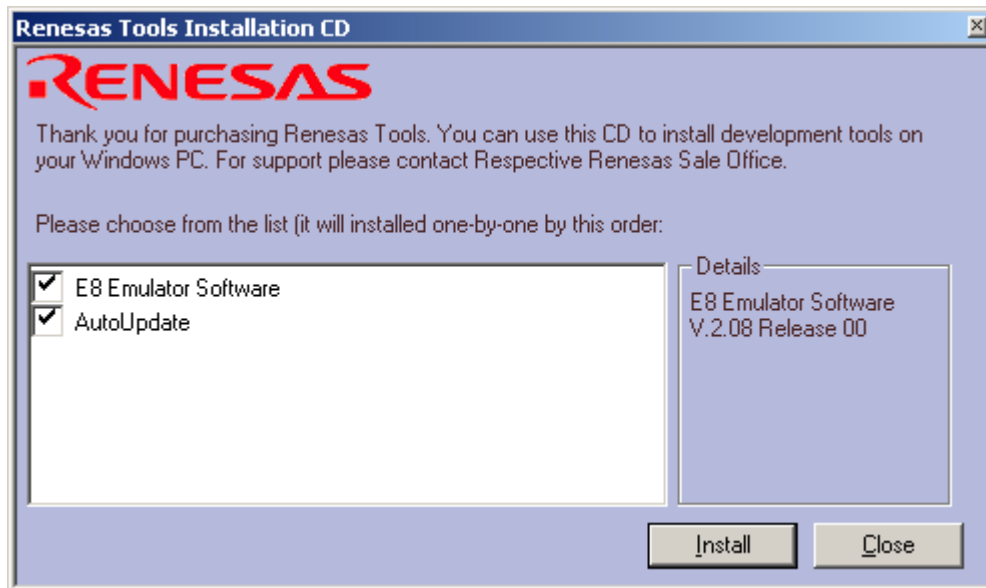 Renesas Tools Installation CD
RENESAS
Thank you for purchasing Renesas Tools. You can use this CD to install development tools on
your Windows PC. For support please contact Respective Renesas Sale Office.
Please choose from the list (it will installed one-by-one by this order:
E8 Emulator Software
AutoUpdate
Details
E8 Emulator Software
V.2.08 Release 00
Install
Close